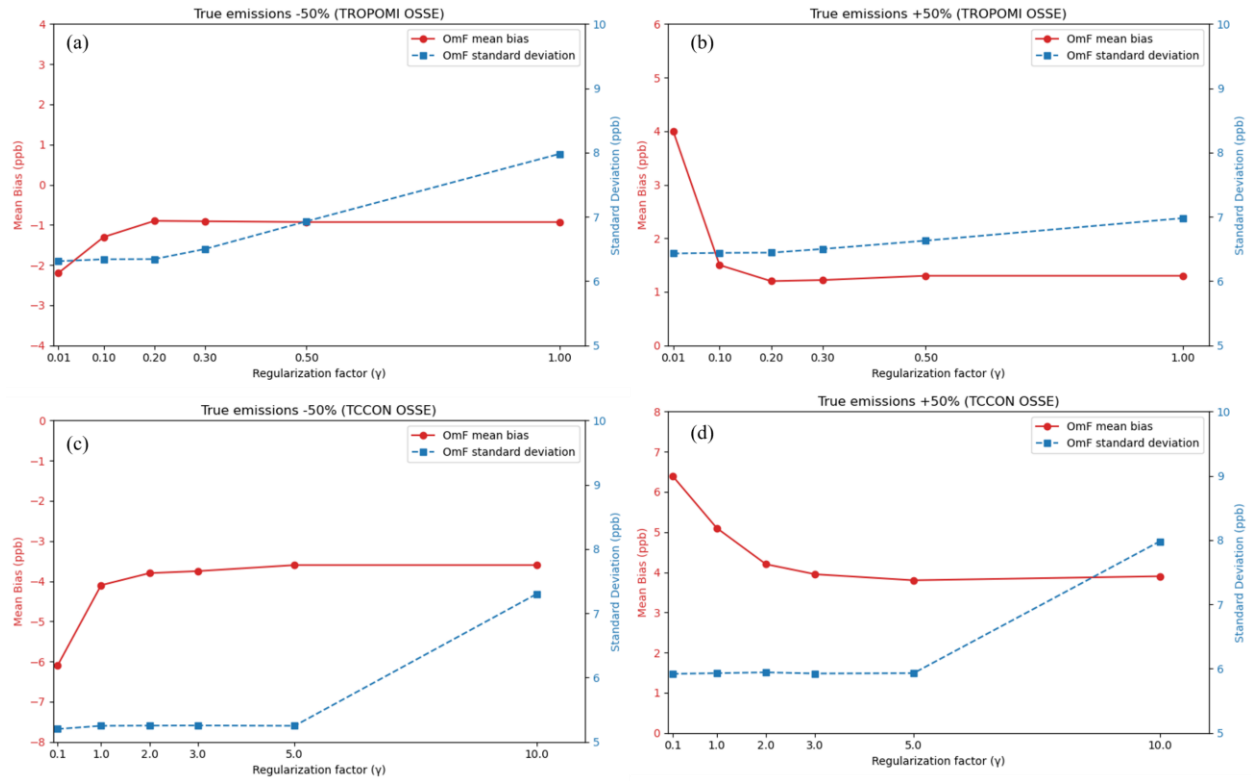 True emissions -50% (TROPOMI OSSE)
(a)
OmF mean bias
OmF standard deviation
Mean Bias (ppb)
4
3
2
1
0
−1
−2
−3
−4
Standard Deviation (ppb)
10
9
8
7
6
5
0.01 0.10 0.20 0.30 0.50 1.00
Regularization factor (γ)
True emissions +50% (TROPOMI OSSE)
(b)
OmF mean bias
OmF standard deviation
Mean Bias (ppb)
6
5
4
3
2
1
0
Standard Deviation (ppb)
10
9
8
7
6
5
0.01 0.10 0.20 0.30 0.50 1.00
Regularization factor (γ)
True emissions -50% (TCCON OSSE)
(c)
OmF mean bias
OmF standard deviation
Mean Bias (ppb)
0
−1
−2
−3
−4
−5
−6
−7
−8
Standard Deviation (ppb)
10
9
8
7
6
5
0.1 1.0 2.0 3.0 5.0 10.0
Regularization factor (γ)
True emissions +50% (TCCON OSSE)
(d)
OmF mean bias
OmF standard deviation
Mean Bias (ppb)
8
7
6
5
4
3
2
1
0
Standard Deviation (ppb)
10
9
8
7
6
5
0.1 1.0 2.0 3.0 5.0 10.0
Regularization factor (γ)